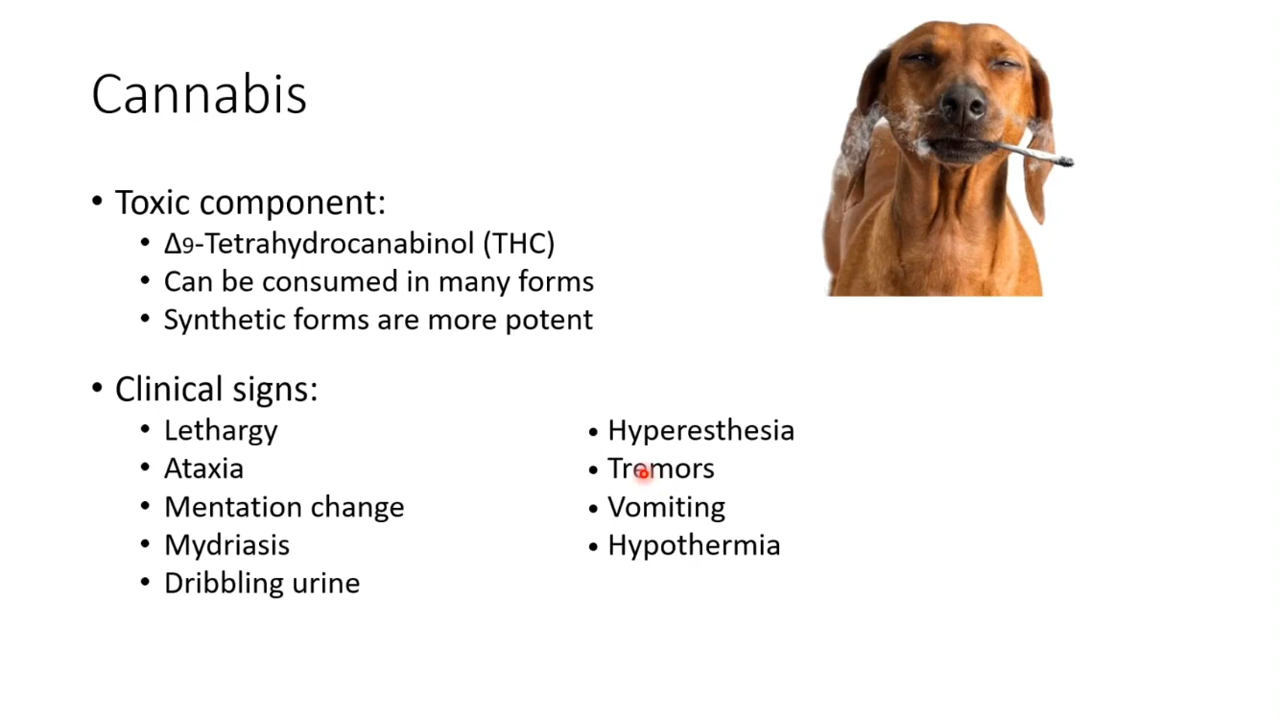 Cannabis
• Toxic component:
• Δ9-Tetrahydrocanabinol (THC)
• Can be consumed in many forms
• Synthetic forms are more potent
• Clinical signs:
• Lethargy
• Ataxia
• Mentation change
• Mydriasis
• Dribbling urine
• Hyperesthesia
• Tremors
• Vomiting
• Hypothermia